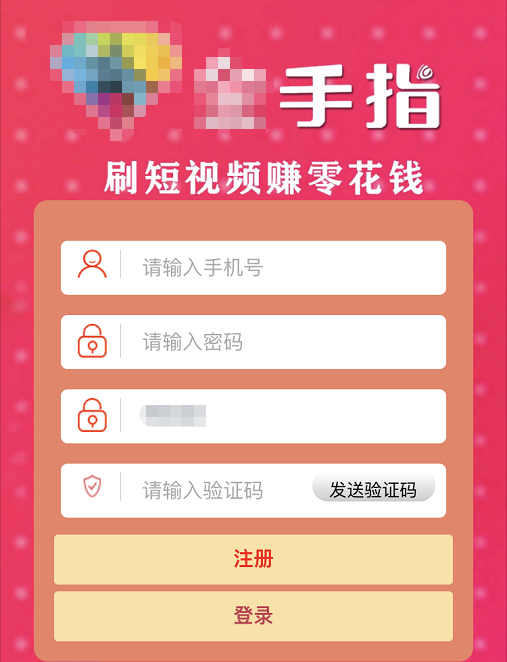 手指
刷短视频赚零花钱
请输入手机号
请输入密码
请输入验证码
发送验证码
注册
登录